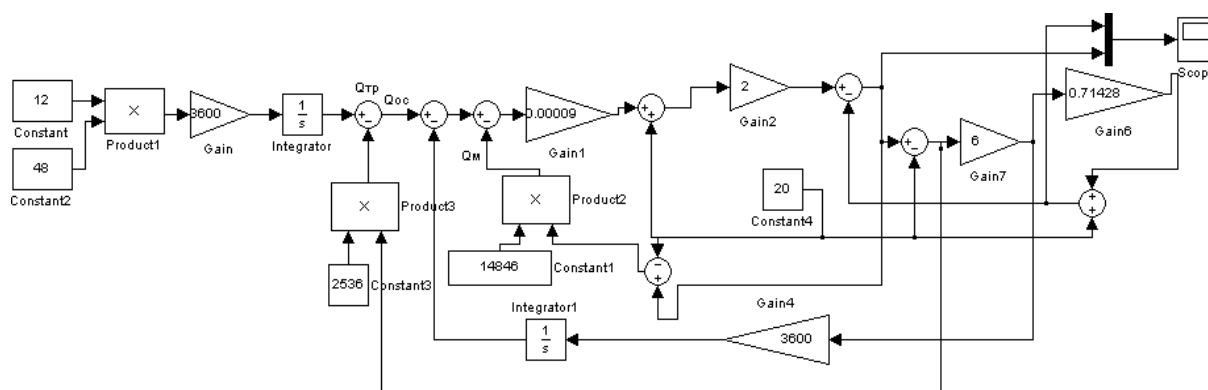 12
Constant
48
Constant2
×
Product1
3600
Gain
1
s
Integrator
Qтр
Qос
Qм
0.00009
Gain1
2
Gain2
6
Gain7
0.71428
Gain6
Scop
20
Constant4
×
Product3
2536
Constant3
×
Product2
14846
Constant1
Integrator1
1
s
Gain4
3600